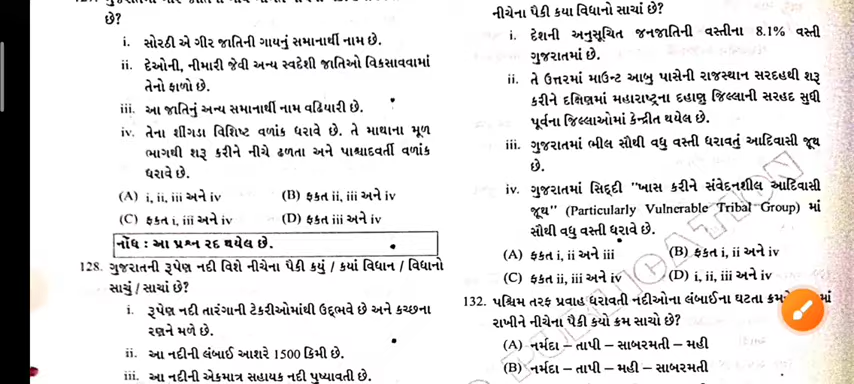 છે?
i. સોરઠી એ ગીર જાતિની ગાયનું સમાનાર્થી નામ છે.
ii. દેઓની, નીમારી જેવી અન્ય સ્વદેશી જાતિઓ વિકસાવવામાં
તેનો ફાળો છે.
iii. આ જાતિનું અન્ય સમાનાર્થી નામ વઢિયારી છે.
iv. તેના શીંગડા વિશિષ્ટ વળાંક ધરાવે છે. તે માથાના મૂળ
ભાગથી શરૂ કરીને નીચે ઢળતા અને પાશ્ચાદવર્તી વળાંક
ધરાવે છે.
(A) i, ii, iii અને iv (B) ફક્ત ii, iii અને iv
(C) ફક્ત i, iii અને iv (D) ફક્ત iii અને iv
નોંધ : આ પ્રશ્ન રદ થયેલ છે.
128. ગુજરાતની રૂપેણ નદી વિશે નીચેના પૈકી કયું / કયાં વિધાન / વિધાનો
સાચું / સાચાં છે?
i. રૂપેણ નદી તારંગાની ટેકરીઓમાંથી ઉદ્ભવે છે અને કચ્છના
રણને મળે છે.
ii. આ નદીની લંબાઈ આશરે 1500 કિમી છે.
iii. આ નદીની એકમાત્ર સહાયક નદી પુષ્પાવતી છે.
નીચેના પૈકી કયા વિધાનો સાચાં છે?
i. દેશની અનુસૂચિત જનજાતિની વસ્તીના 8.1% વસ્તી
ગુજરાતમાં છે.
ii. તે ઉત્તરમાં માઉન્ટ આબુ પાસેની રાજસ્થાન સરહદથી શરૂ
કરીને દક્ષિણમાં મહારાષ્ટ્રના દહાણુ જિલ્લાની સરહદ સુધી
પૂર્વના જિલ્લાઓમાં કેન્દ્રીત થયેલ છે.
iii. ગુજરાતમાં ભીલ સૌથી વધુ વસ્તી ધરાવતું આદિવાસી જૂથ
છે.
iv. ગુજરાતમાં સિદ્દી "ખાસ કરીને સંવેદનશીલ આદિવાસી
જૂથ" (Particularly Vulnerable Tribal Group) માં
સૌથી વધુ વસ્તી ધરાવે છે.
(A) ફક્ત i, ii અને iii (B) ફક્ત i, ii અને iv
(C) ફક્ત ii, iii અને iv (D) i, ii, iii અને iv
132. પશ્ચિમ તરફ પ્રવાહ ધરાવતી નદીઓના લંબાઈના ઘટતા
રાખીને નીચેના પૈકી કયો ક્રમ સાચો છે?
(A) નર્મદા – તાપી – સાબરમતી – મહી
(B) નર્મદા – તાપી – મહી – સાબરમતી
PUBLICATION